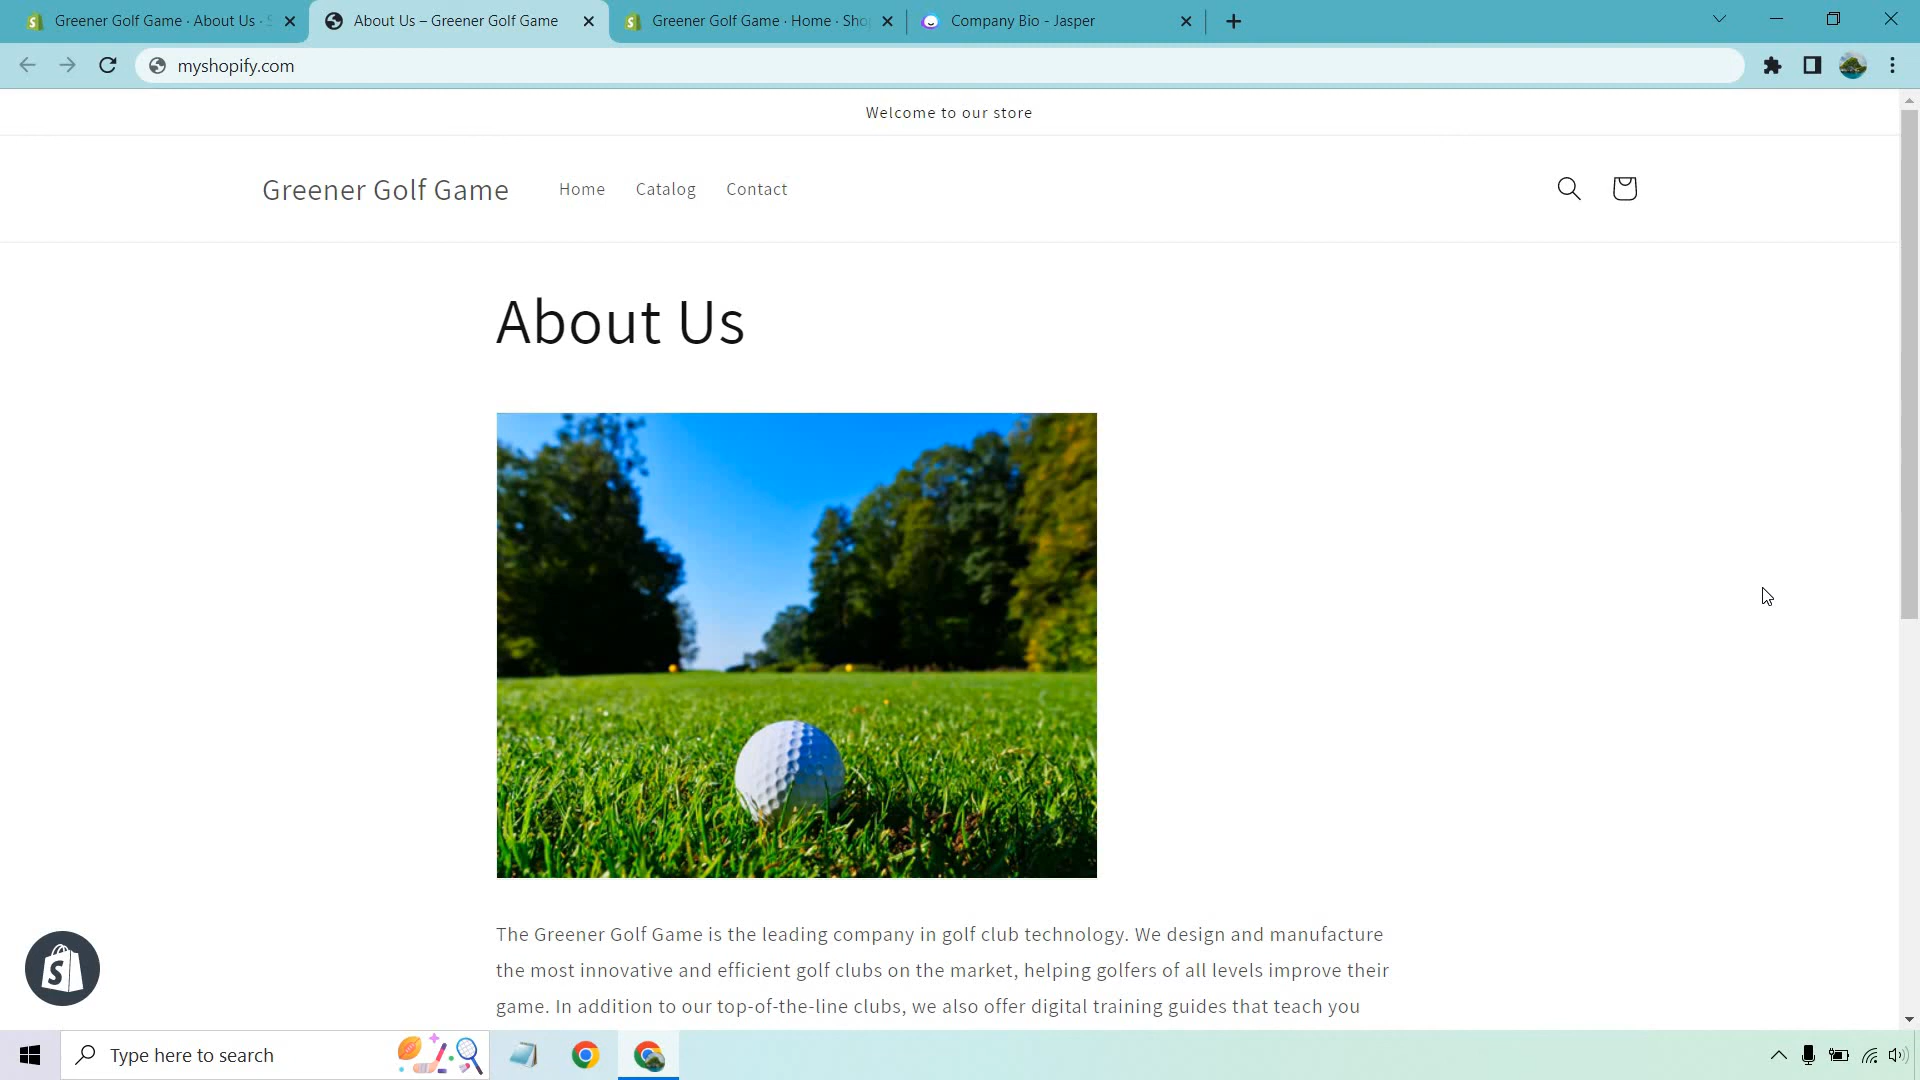 Greener Golf Game · About Us ·
About Us – Greener Golf Game
Greener Golf Game · Home · Sho
Company Bio - Jasper
myshopify.com
Welcome to our store
Greener Golf Game
Home
Catalog
Contact
About Us
The Greener Golf Game is the leading company in golf club technology. We design and manufacture
the most innovative and efficient golf clubs on the market, helping golfers of all levels improve their
game. In addition to our top-of-the-line clubs, we also offer digital training guides that teach you
Type here to search